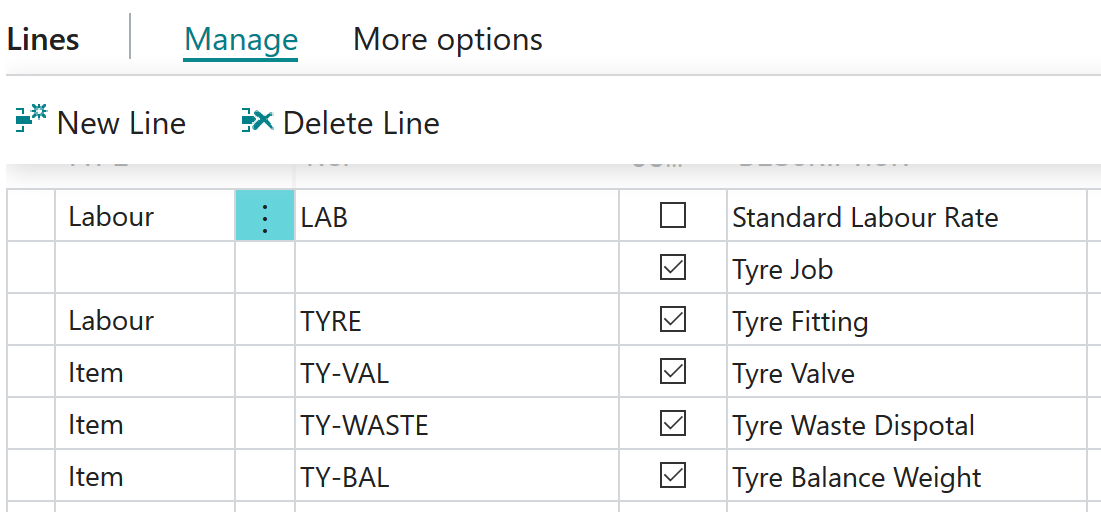 Lines Manage More options
New Line Delete Line
Labour LAB Standard Labour Rate
Tyre Job
Labour TYRE Tyre Fitting
Item TY-VAL Tyre Valve
Item TY-WASTE Tyre Waste Dispotal
Item TY-BAL Tyre Balance Weight